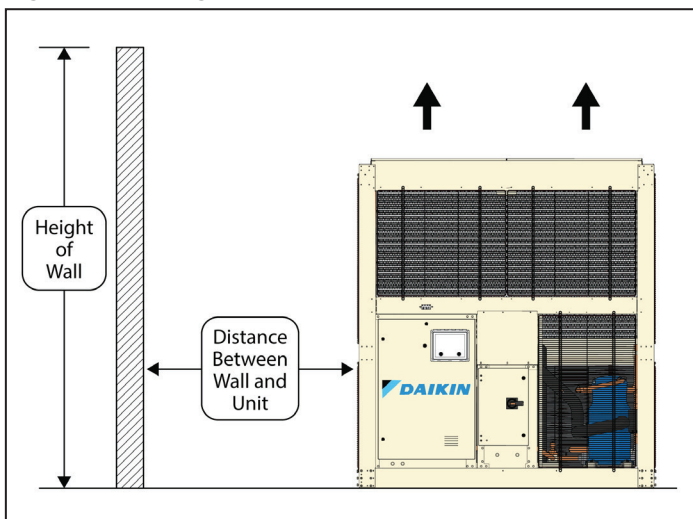 Height
of
Wall
Distance
Between
Wall and
Unit
DAIKIN